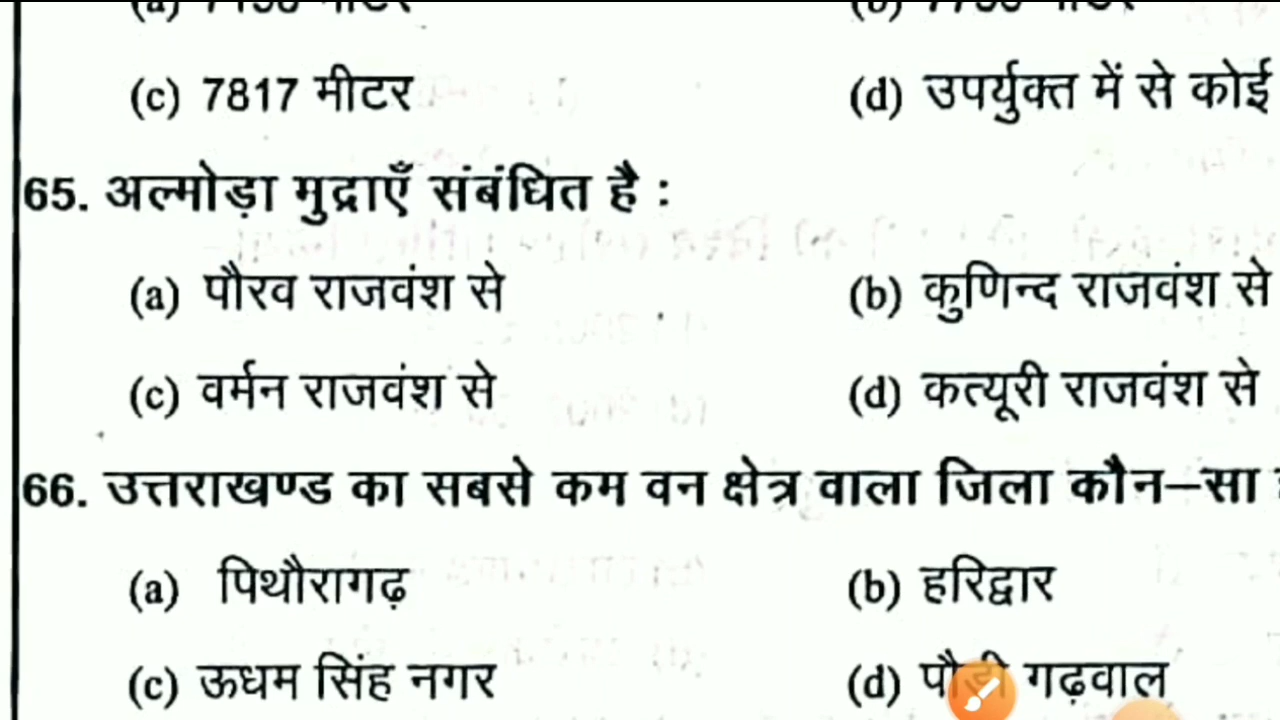 (c) 7817 मीटर (d) उपर्युक्त में से कोई
65. अल्मोड़ा मुद्राएँ संबंधित है :
(a) पौरव राजवंश से (b) कुणिन्द राजवंश से
(c) वर्मन राजवंश से (d) कत्यूरी राजवंश से
66. उत्तराखण्ड का सबसे कम वन क्षेत्र वाला जिला कौन–सा
(a) पिथौरागढ़ (b) हरिद्वार
(c) ऊधम सिंह नगर (d) पौड़ी गढ़वाल